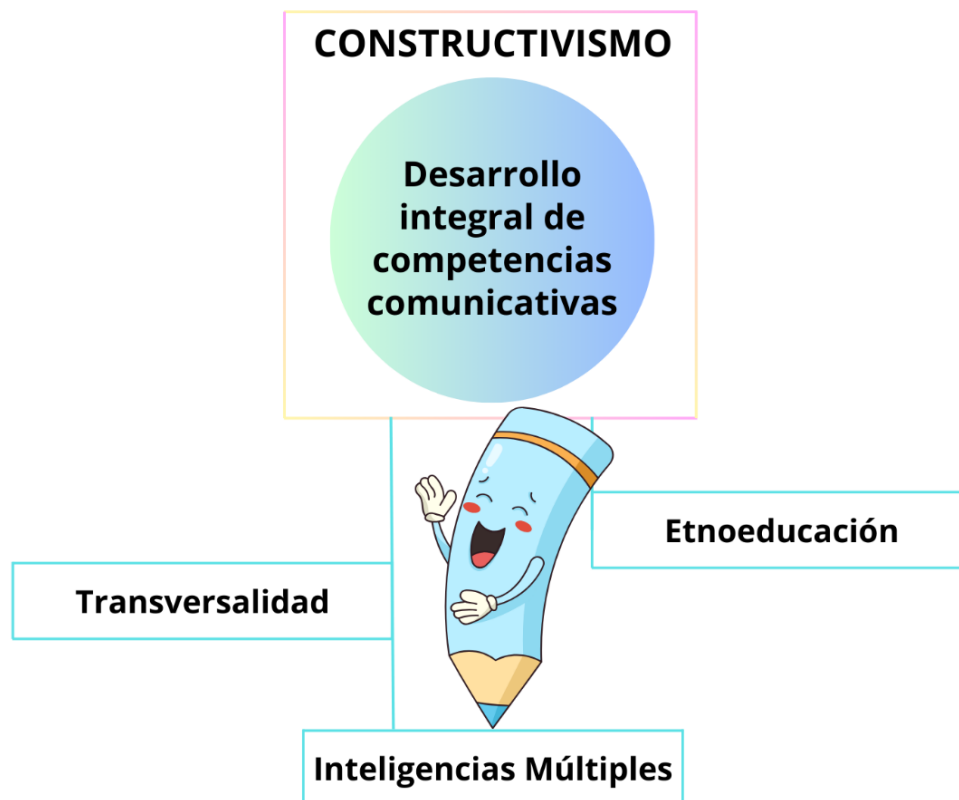 CONSTRUCTIVISMO
Desarrollo
integral de
competencias
comunicativas
Etnoeducación
Transversalidad
Inteligencias Múltiples